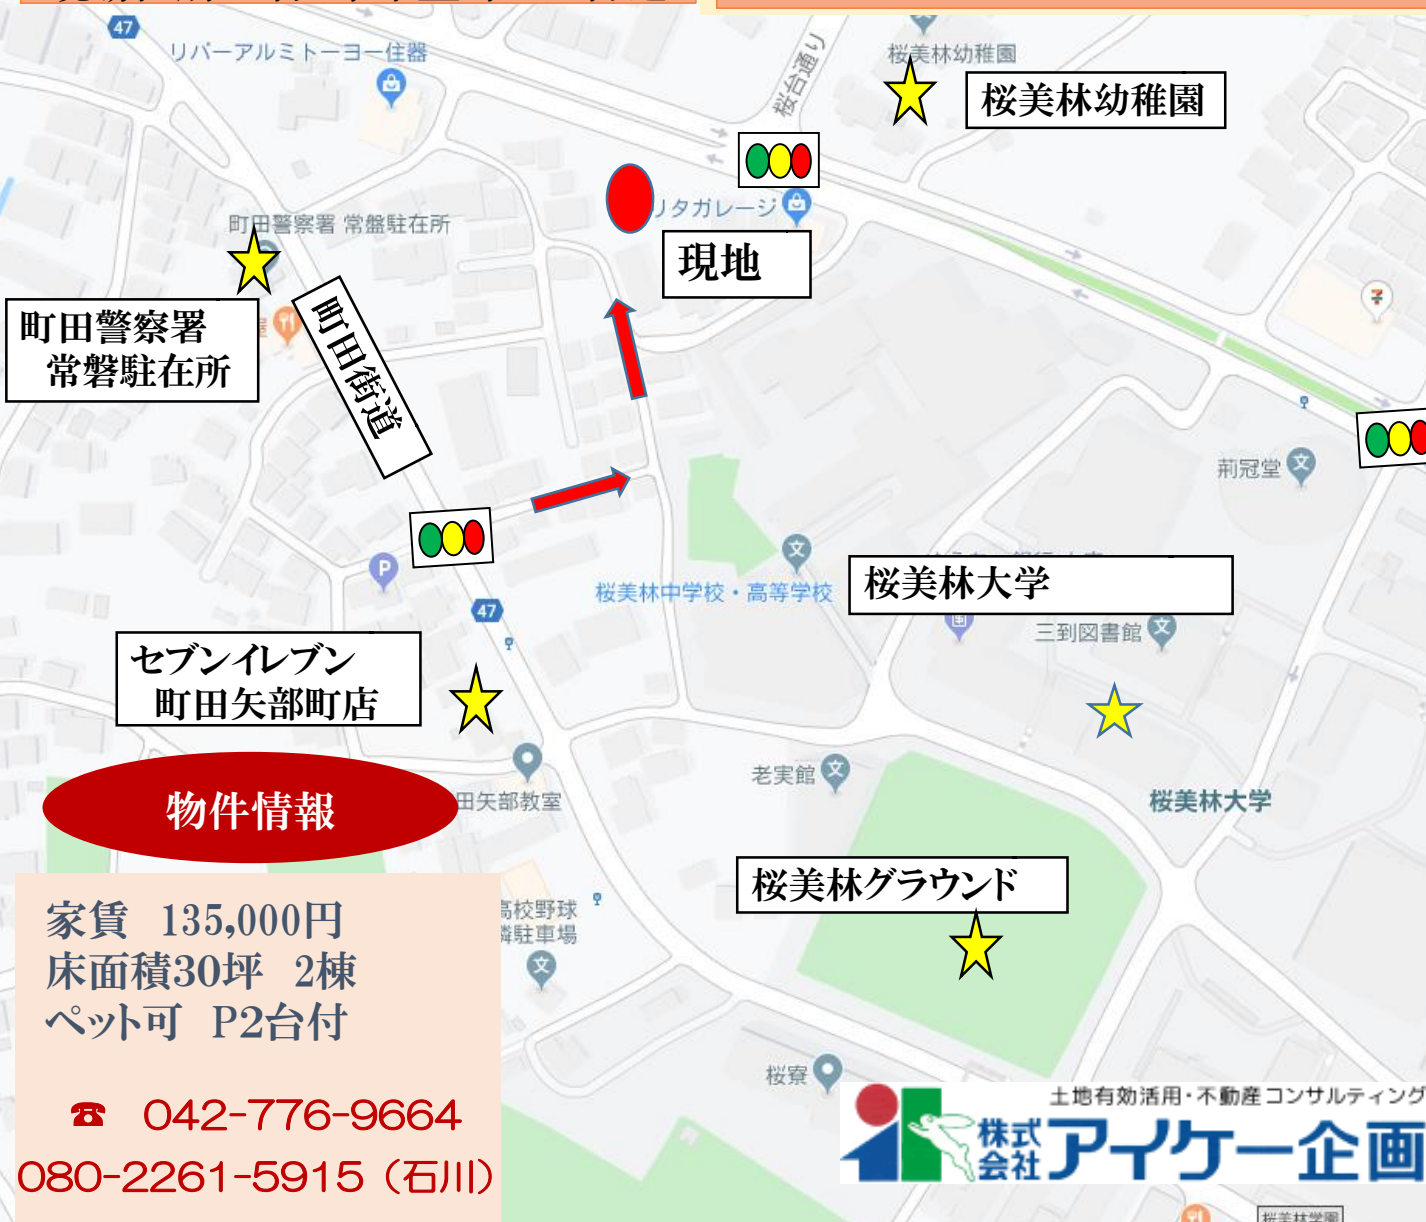 47
リバーアルミトーヨー住器
桜台通り
桜美林幼稚園
桜美林幼稚園
リタガレージ
現地
町田警察署 常盤駐在所
町田警察署
常磐駐在所
町田街道
荊冠堂
桜美林中学校・高等学校
桜美林大学
三到図書館
P
47
セブンイレブン
町田矢部町店
老実館
田矢部教室
桜美林大学
物件情報
桜美林グラウンド
高校野球
駐車場
家賃 135,000円
床面積30坪 2棟
ペット可 P2台付
☎ 042-776-9664
080-2261-5915（石川）
桜寮
土地有効活用・不動産コンサルティング
株式会社アイケー企画
桜美林学園